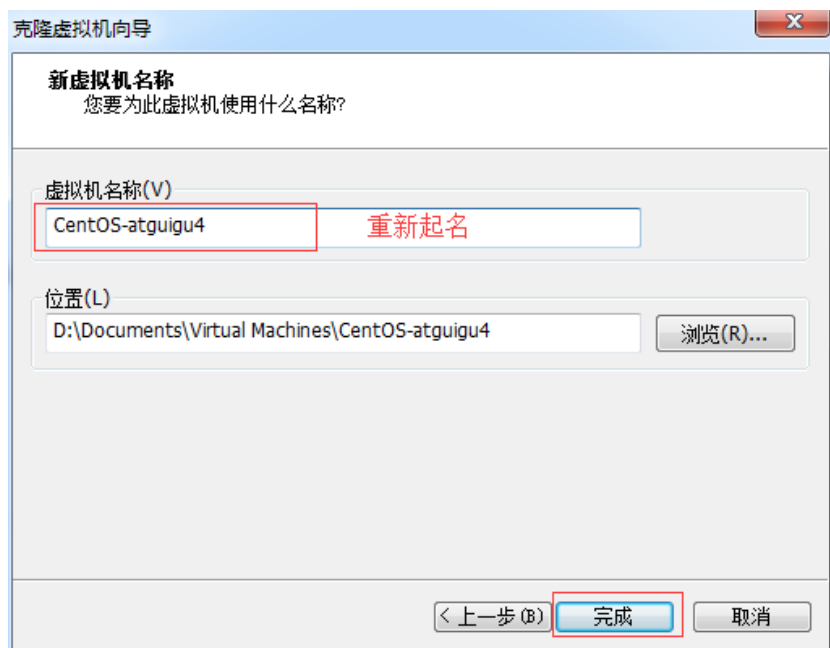 克隆虚拟机向导
新虚拟机名称
您要为此虚拟机使用什么名称?
虚拟机名称(V)
CentOS-atguigu4 重新起名
位置(L)
D:\Documents\Virtual Machines\CentOS-atguigu4 浏览(R)...
< 上一步(B) 完成 取消